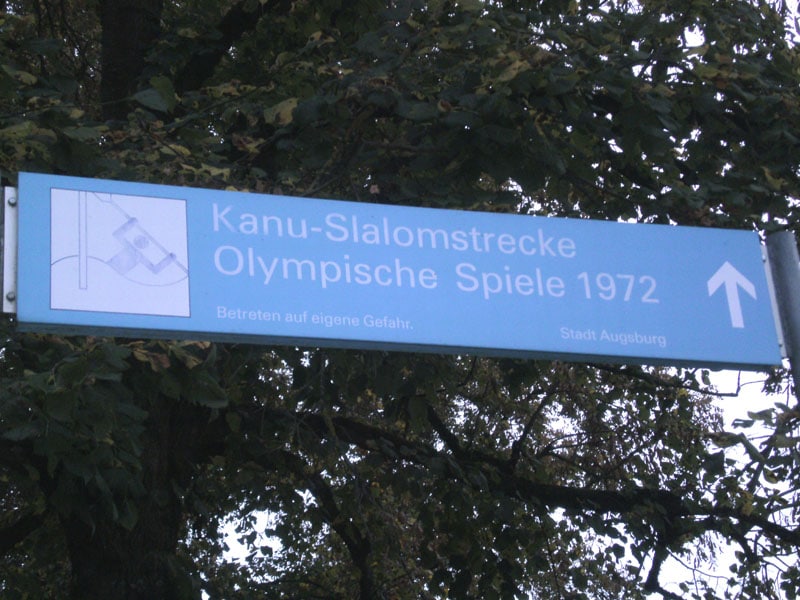 Kanu-Slalomstrecke
Olympische Spiele 1972
Betreten auf eigene Gefahr.
Stadt Augsburg